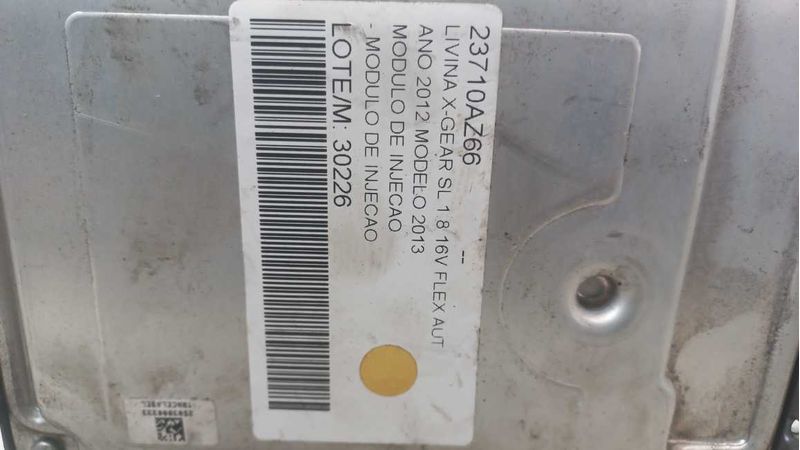 23710AZ66 --
LIVINA X-GEAR SL 1.8 16V FLEX AUT
ANO 2012 MODELO 2013
MODULO DE INJECAO
- MODULO DE INJECAO
LOTE/M: 30226